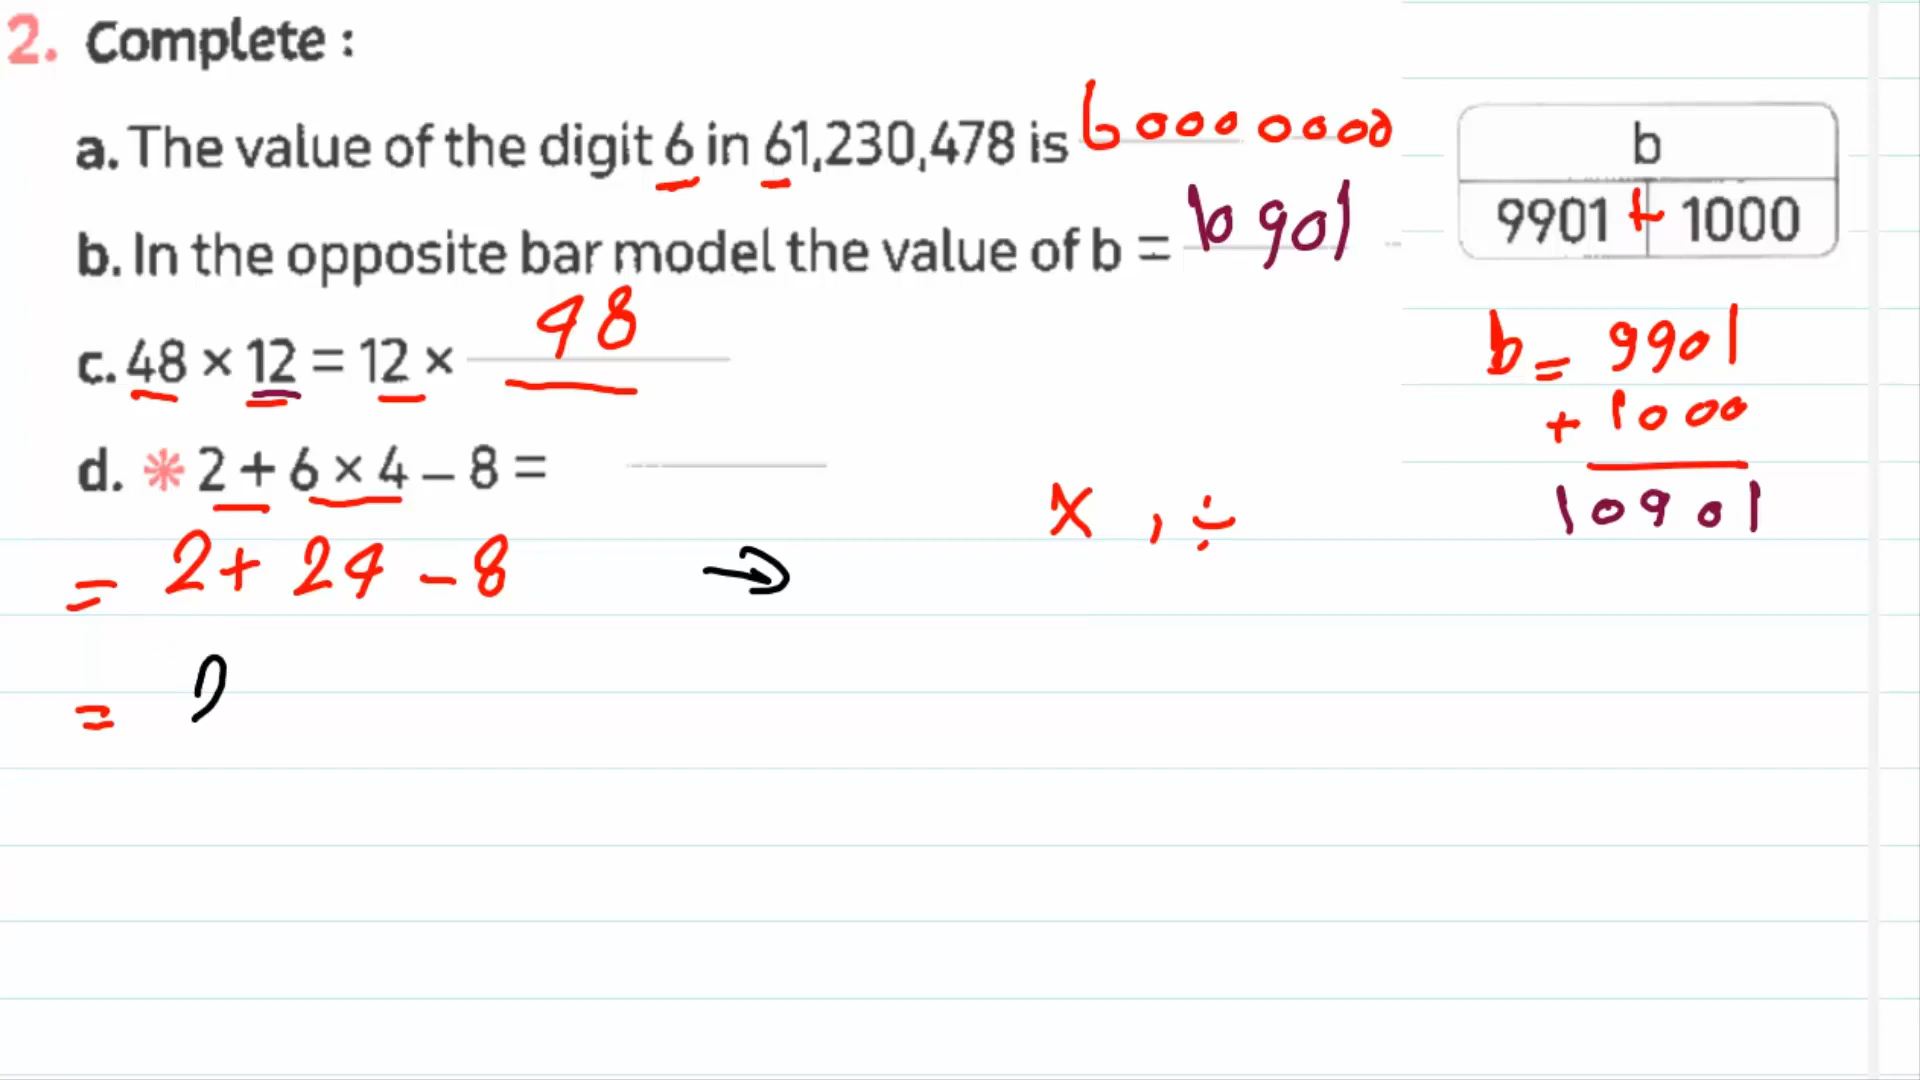 2. Complete :
a. The value of the digit 6 in 61,230,478 is 60000000
b. In the opposite bar model the value of b = 10901
c. 48 × 12 = 12 × 48
d. * 2 + 6 × 4 – 8 =
= 2 + 24 - 8
=
b
9901 + 1000
b = 9901
+ 1000
10901
× , ÷